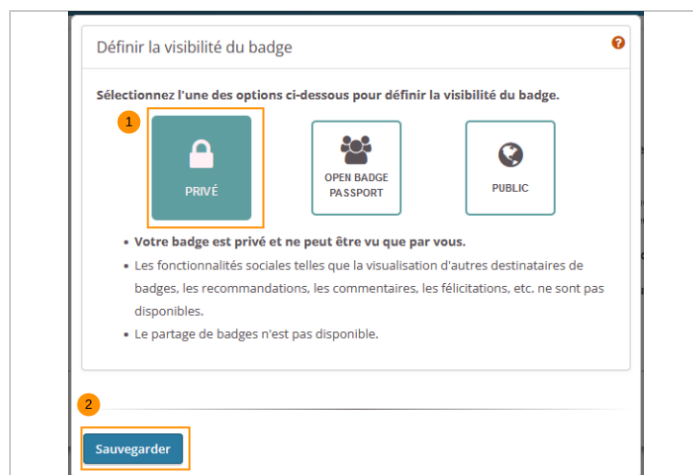 Définir la visibilité du badge
?
Sélectionnez l'une des options ci-dessous pour définir la visibilité du badge.
1
PRIVÉ
OPEN BADGE
PASSPORT
PUBLIC
• Votre badge est privé et ne peut être vu que par vous.
• Les fonctionnalités sociales telles que la visualisation d'autres destinataires de
badges, les recommandations, les commentaires, les félicitations, etc. ne sont pas
disponibles.
• Le partage de badges n'est pas disponible.
2
Sauvegarder